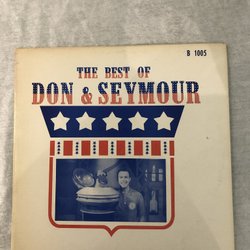 B 1005
THE BEST OF
DON & SEYMOUR